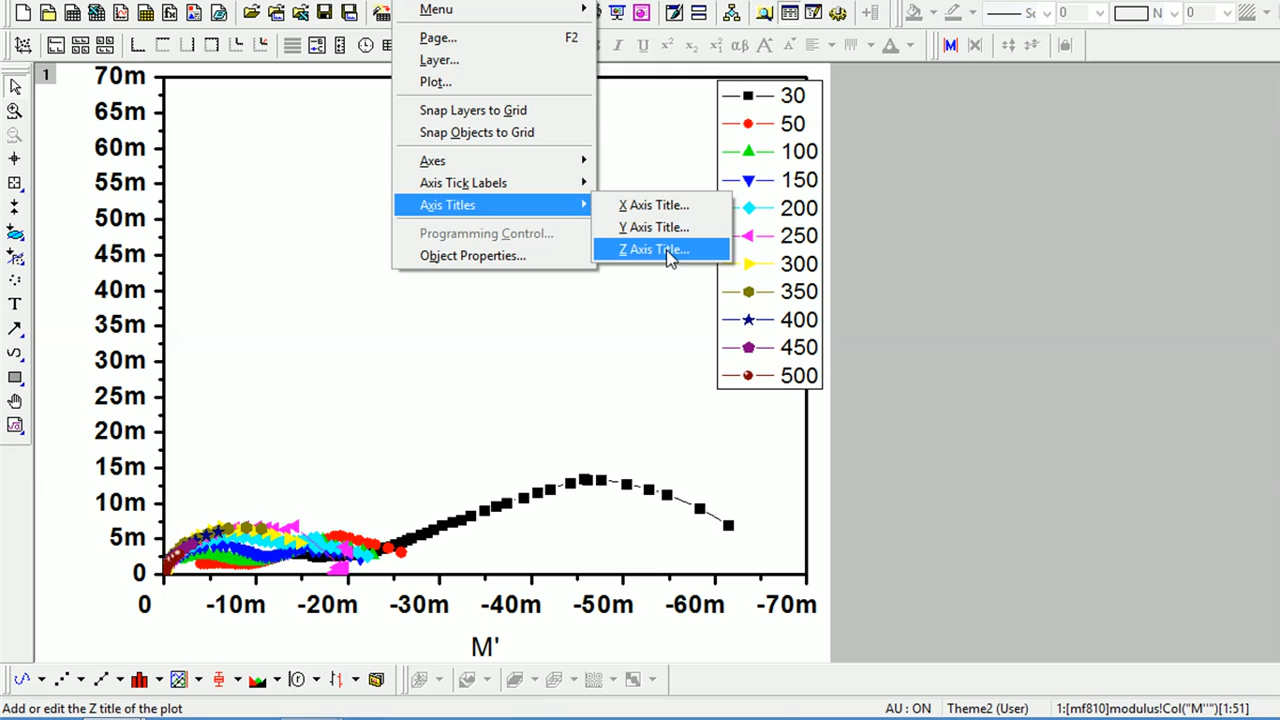 Menu
Page... F2
Layer...
Plot...
Snap Layers to Grid
Snap Objects to Grid
Axes
Axis Tick Labels
Axis Titles
Programming Control...
Object Properties...
X Axis Title...
Y Axis Title...
Z Axis Title...
1
70m
65m
60m
55m
50m
45m
40m
35m
30m
25m
20m
15m
10m
5m
0
0 -10m -20m -30m -40m -50m -60m -70m
M'
30
50
100
150
200
250
300
350
400
450
500
Add or edit the Z title of the plot
AU : ON Theme2 (User) 1:[mf810]modulus!Col("M''")[1:51]